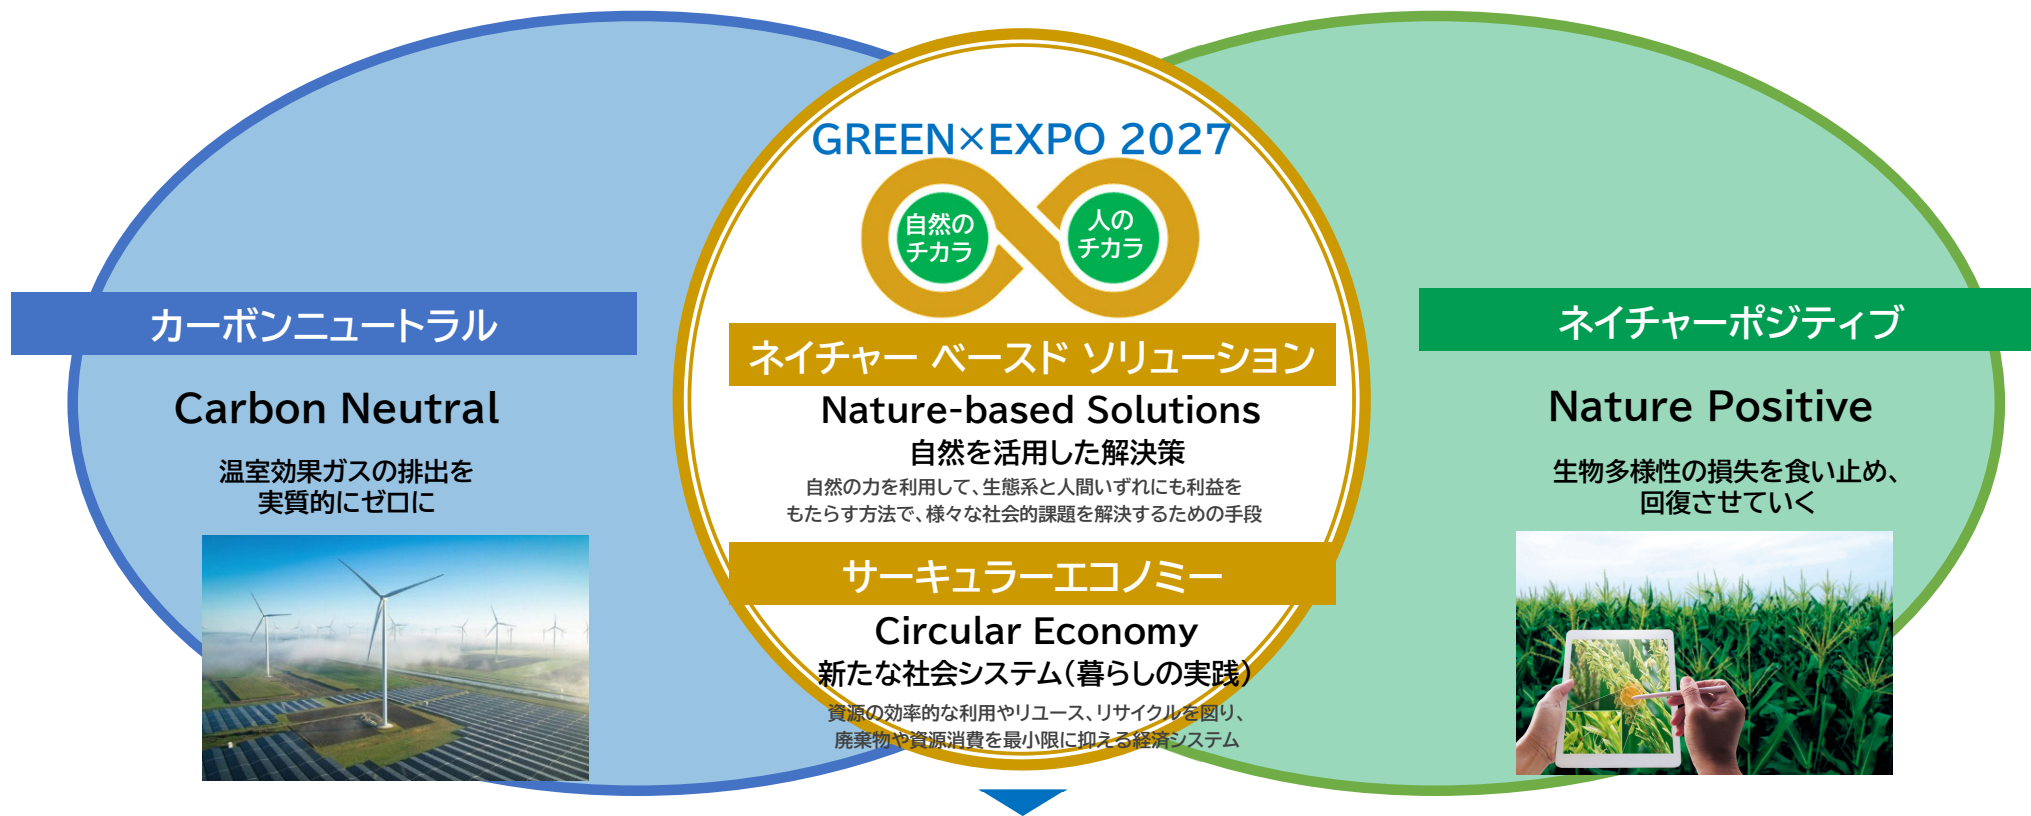 GREEN×EXPO 2027
自然の
チカラ
人の
チカラ
カーボンニュートラル
Carbon Neutral
温室効果ガスの排出を
実質的にゼロに
ネイチャー ベースド ソリューション
Nature-based Solutions
自然を活用した解決策
自然の力を利用して、生態系と人間いずれにも利益を
もたらす方法で、様々な社会的課題を解決するための手段
サーキュラーエコノミー
Circular Economy
新たな社会システム（暮らしの実践）
資源の効率的な利用やリユース、リサイクルを図り、
廃棄物や資源消費を最小限に抑える経済システム
ネイチャーポジティブ
Nature Positive
生物多様性の損失を食い止め、
回復させていく